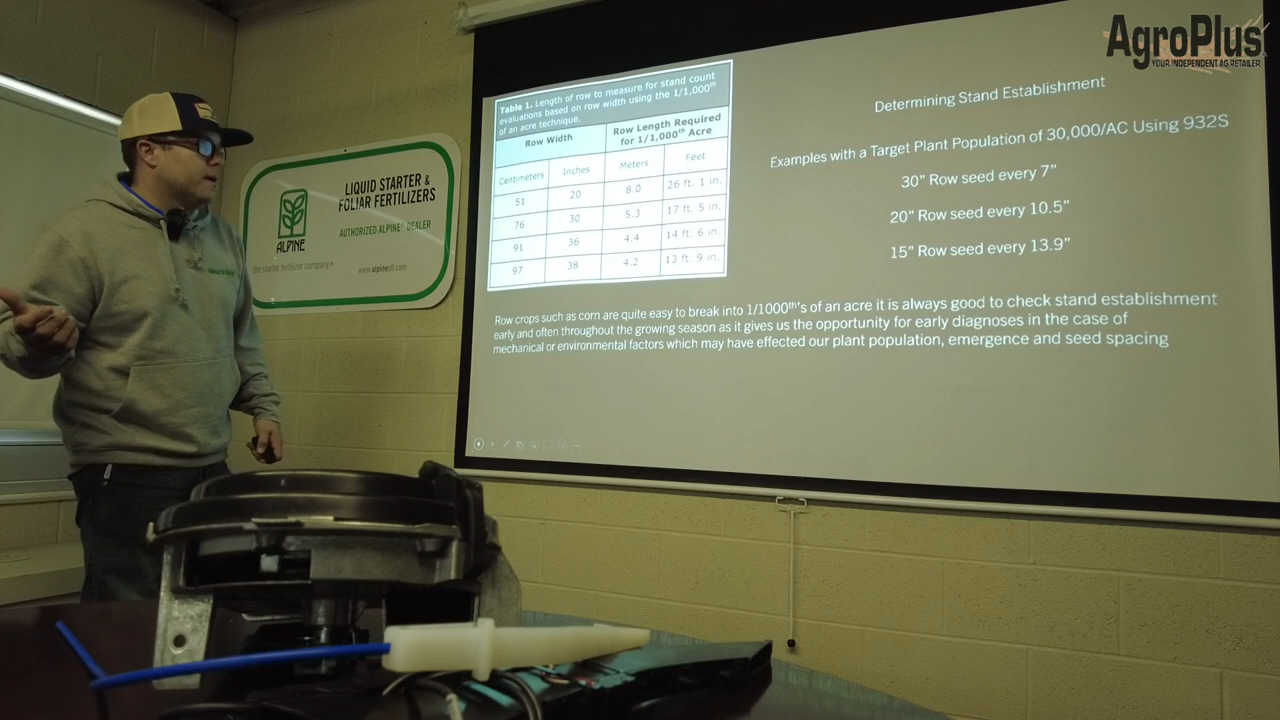 AgroPlus
YOUR INDEPENDENT AG RETAILER
Table 1. Length of row to measure for stand count
evaluations based on row width using the 1/1,000th
of an acre technique.
Row Width
Row Length Required
for 1/1,000th Acre
Centimeters Inches Meters Feet
51 20 8.0 26 ft. 1 in.
76 30 5.3 17 ft. 5 in.
91 36 4.4 14 ft. 6 in.
97 38 4.2 13 ft. 9 in.
Determining Stand Establishment
Examples with a Target Plant Population of 30,000/AC Using 932S
30" Row seed every 7"
20" Row seed every 10.5"
15" Row seed every 13.9"
Row crops such as corn are quite easy to break into 1/1000th's of an acre it is always good to check stand establishment
early and often throughout the growing season as it gives us the opportunity for early diagnoses in the case of
mechanical or environmental factors which may have effected our plant population, emergence and seed spacing
ALPINE
LIQUID STARTER &
FOLIAR FERTILIZERS
AUTHORIZED ALPINE DEALER
the starter fertilizer company
www.alpinepfl.com